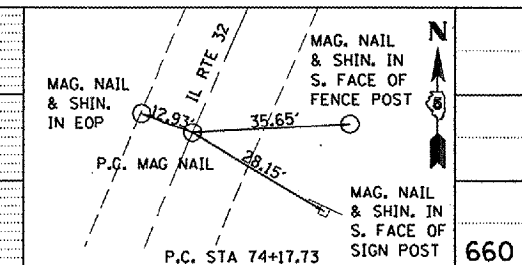 IL RTE 32
MAG. NAIL
& SHIN. IN
S. FACE OF
FENCE POST
N
MAG. NAIL
& SHIN.
IN EOP
12.93'
35.65'
P.C. MAG NAIL
28.15'
MAG. NAIL
& SHIN. IN
S. FACE OF
SIGN POST
P.C. STA 74+17.73
660